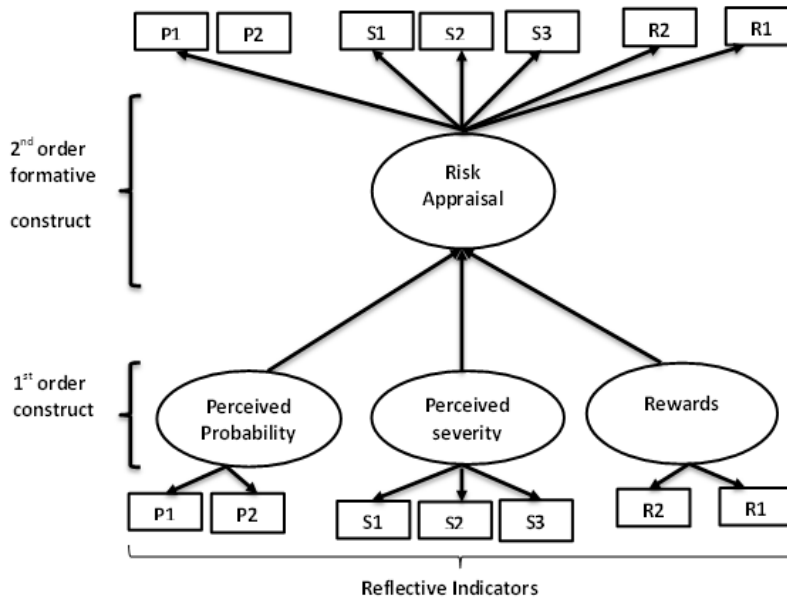 P1 P2 S1 S2 S3 R2 R1
2nd order
formative
construct
Risk
Appraisal
1st order
construct
Perceived
Probability
Perceived
severity
Rewards
P1 P2 S1 S2 S3 R2 R1
Reflective Indicators